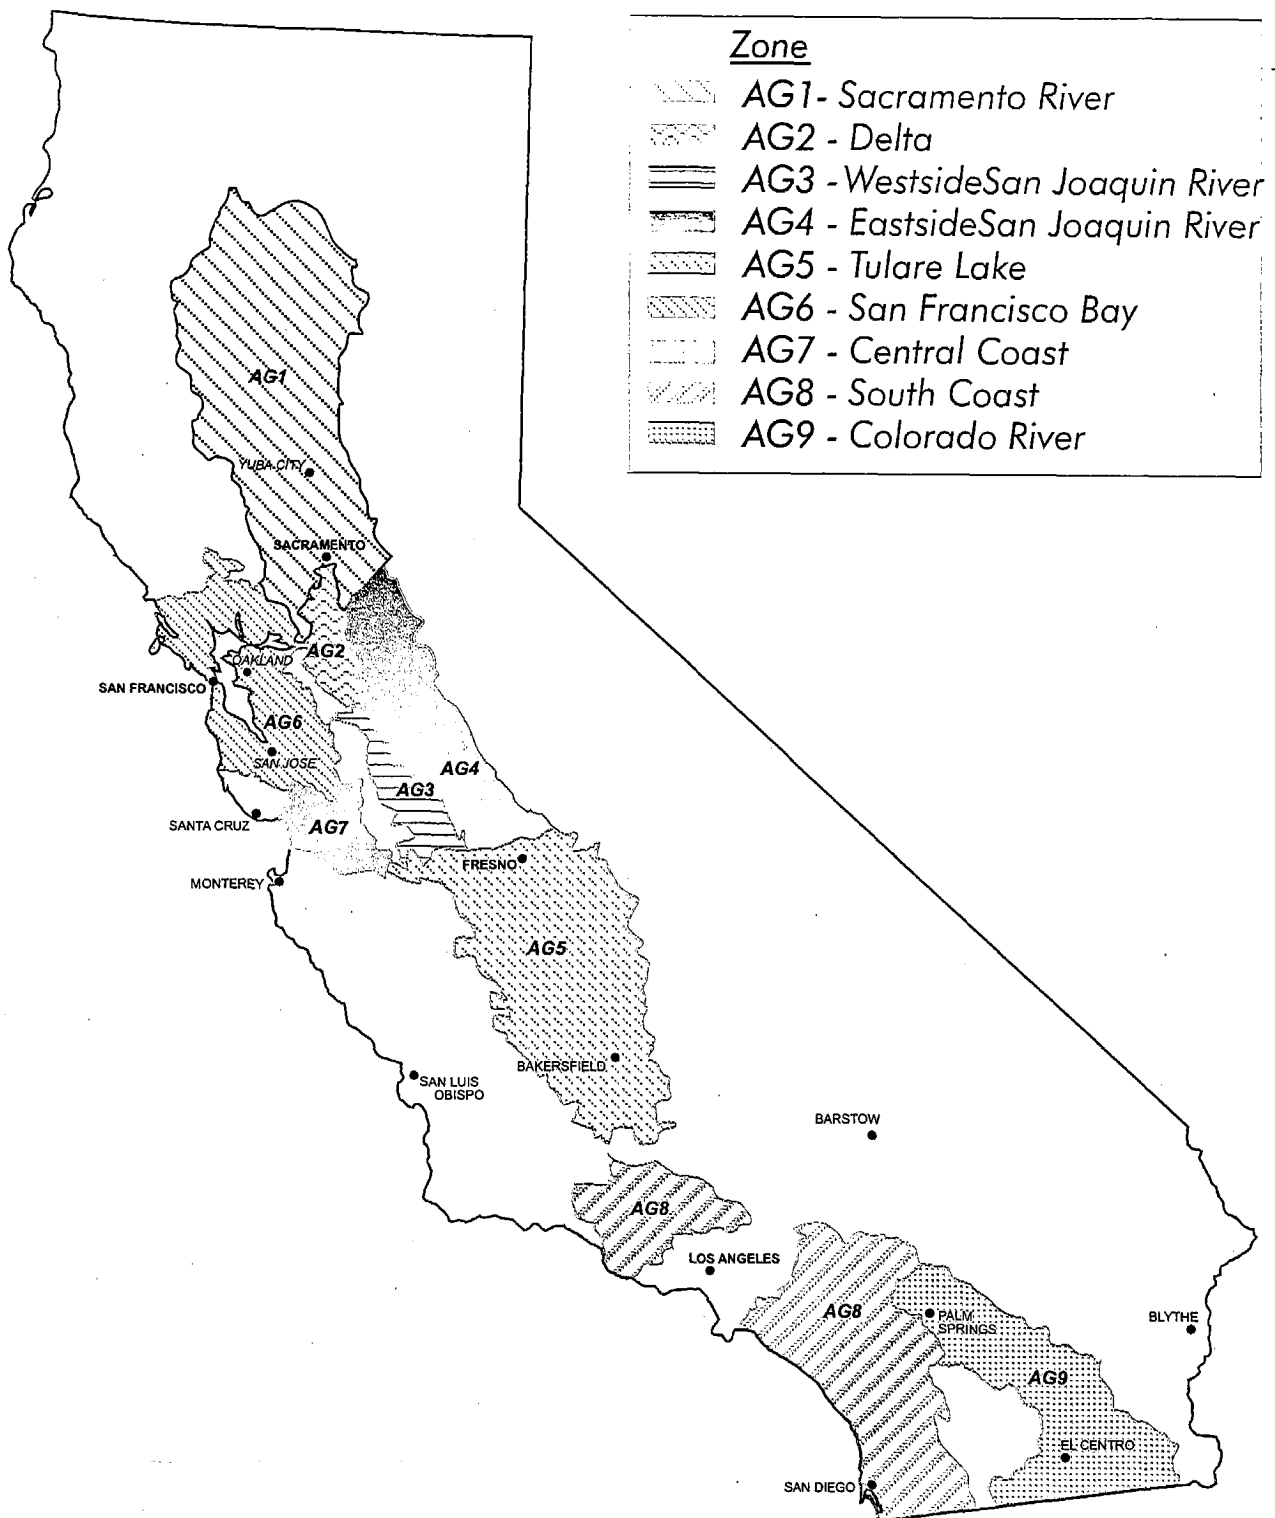 Zone
AG1- Sacramento River
AG2 - Delta
AG3 -WestsideSan Joaquin River
AG4 - EastsideSan Joaquin River
AG5 - Tulare Lake
AG6 - San Francisco Bay
AG7 - Central Coast
AG8 - South Coast
AG9 - Colorado River
AG1
YUBA CITY
SACRAMENTO
AG2
OAKLAND
SAN FRANCISCO
AG6
SAN JOSE
AG4
AG3
SANTA CRUZ
AG7
FRESNO
MONTEREY
AG5
BAKERSFIELD
SAN LUIS
OBISPO
BARSTOW
AG8
LOS ANGELES
AG8
PALM
SPRINGS
BLYTHE
AG9
EL CENTRO
SAN DIEGO